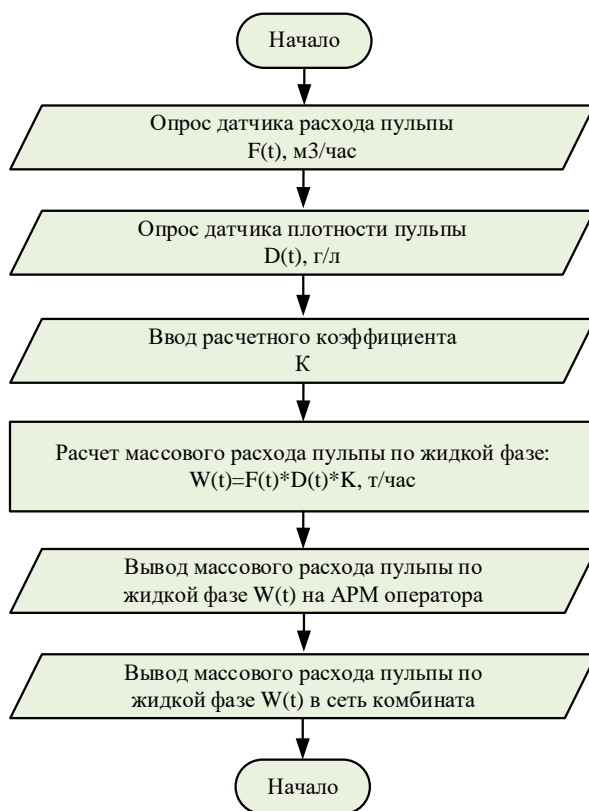 Начало
Опрос датчика расхода пульпы
F(t), м3/час
Опрос датчика плотности пульпы
D(t), г/л
Ввод расчетного коэффициента
К
Расчет массового расхода пульпы по жидкой фазе:
W(t)=F(t)*D(t)*K, т/час
Вывод массового расхода пульпы по
жидкой фазе W(t) на АРМ оператора
Вывод массового расхода пульпы по
жидкой фазе W(t) в сеть комбината
Начало